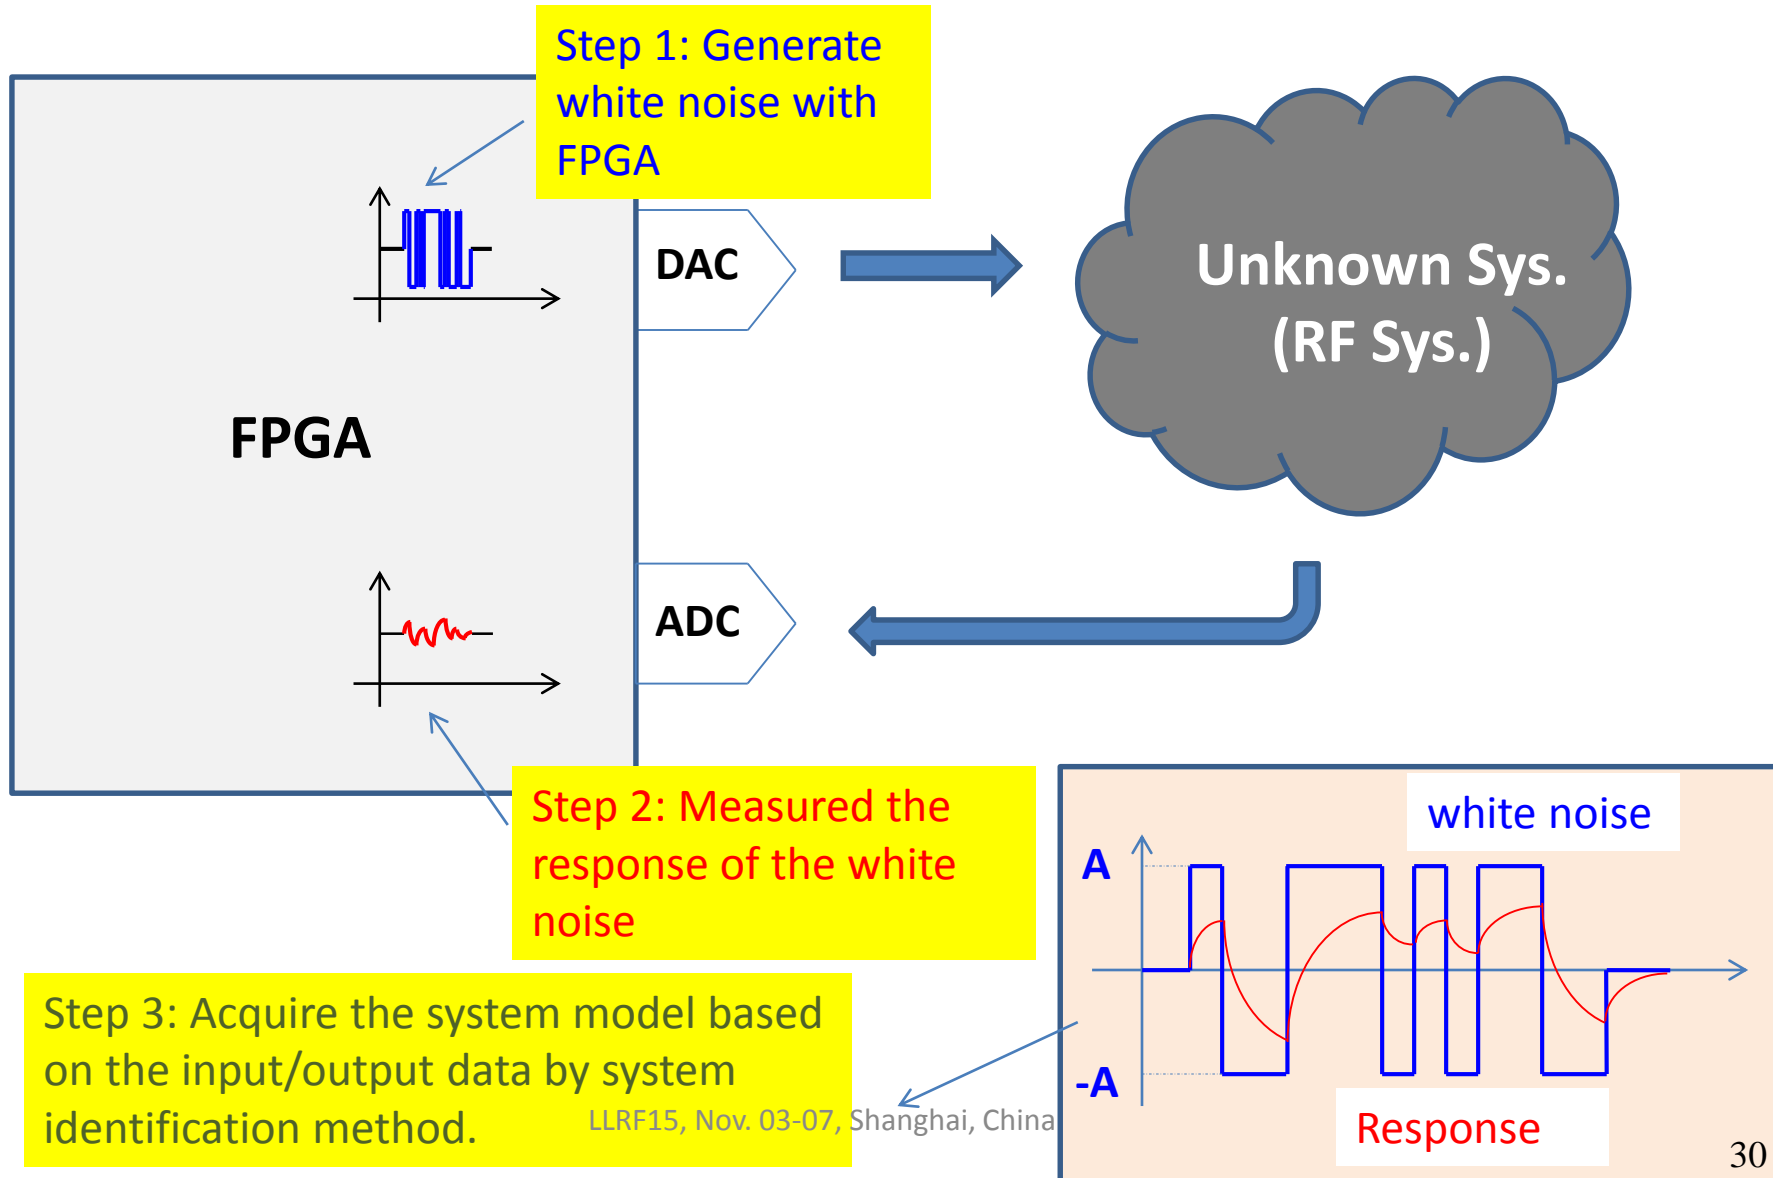 Step 1: Generate
white noise with
FPGA
DAC
Unknown Sys.
(RF Sys.)
FPGA
ADC
Step 2: Measured the
response of the white
noise
white noise
A
-A
Response
Step 3: Acquire the system model based
on the input/output data by system
identification method.
LLRF15, Nov. 03-07, Shanghai, China
30